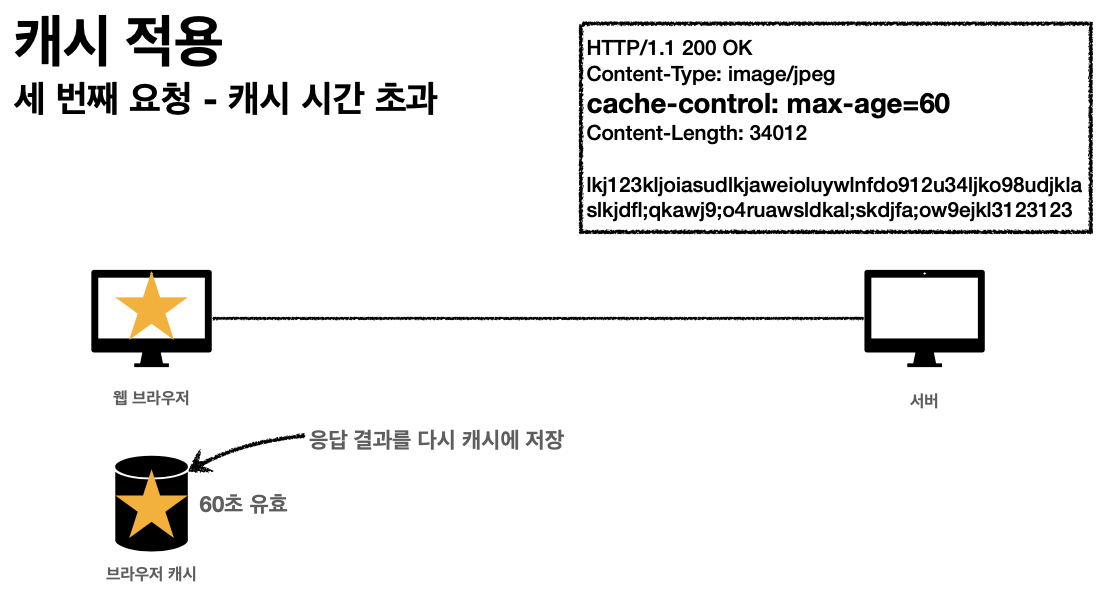 캐시 적용
세 번째 요청 - 캐시 시간 초과
HTTP/1.1 200 OK
Content-Type: image/jpeg
cache-control: max-age=60
Content-Length: 34012
lkj123kljoiasudlkjaweioluywlnfdo912u34ljko98udjkla
slkjdfl;qkawj9;o4ruawsldkal;skdjfa;ow9ejkl3123123
웹 브라우저
서버
응답 결과를 다시 캐시에 저장
60초 유효
브라우저 캐시